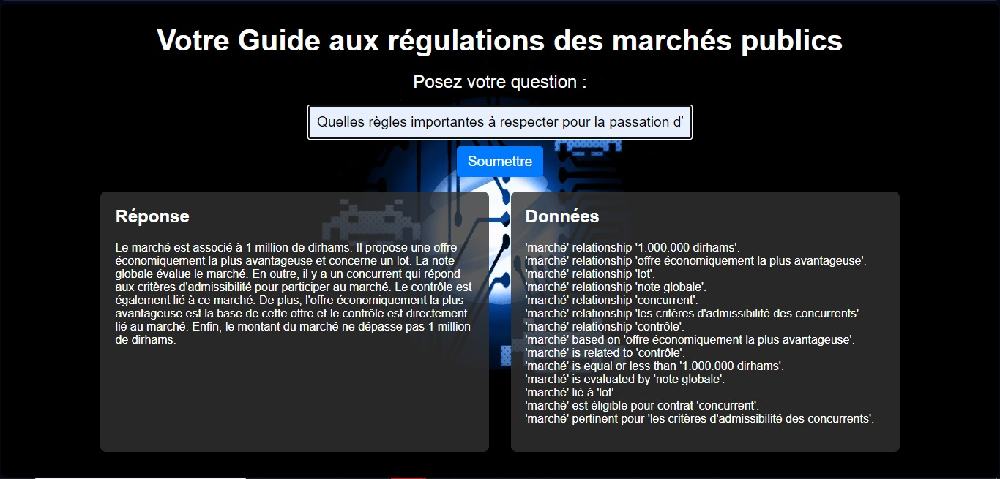 Votre Guide aux régulations des marchés publics
Posez votre question :
Quelles règles importantes à respecter pour la passation d'
Soumettre
Réponse
Le marché est associé à 1 million de dirhams. Il propose une offre
économiquement la plus avantageuse et concerne un lot. La note
globale évalue le marché. En outre, il y a un concurrent qui répond
aux critères d'admissibilité pour participer au marché. Le contrôle est
également lié à ce marché. De plus, l'offre économiquement la plus
avantageuse est la base de cette offre et le contrôle est directement
lié au marché. Enfin, le montant du marché ne dépasse pas 1 million
de dirhams.
Données
'marché' relationship '1.000.000 dirhams'.
'marché' relationship 'offre économiquement la plus avantageuse'.
'marché' relationship 'lot'.
'marché' relationship 'note globale'.
'marché' relationship 'concurrent'.
'marché' relationship 'les critères d'admissibilité des concurrents'.
'marché' relationship 'contrôle'.
'marché' based on 'offre économiquement la plus avantageuse'.
'marché' is related to 'contrôle'.
'marché' is equal or less than '1.000.000 dirhams'.
'marché' is evaluated by 'note globale'.
'marché' lié à 'lot'.
'marché' est éligible pour contrat 'concurrent'.
'marché' pertinent pour 'les critères d'admissibilité des concurrents'.